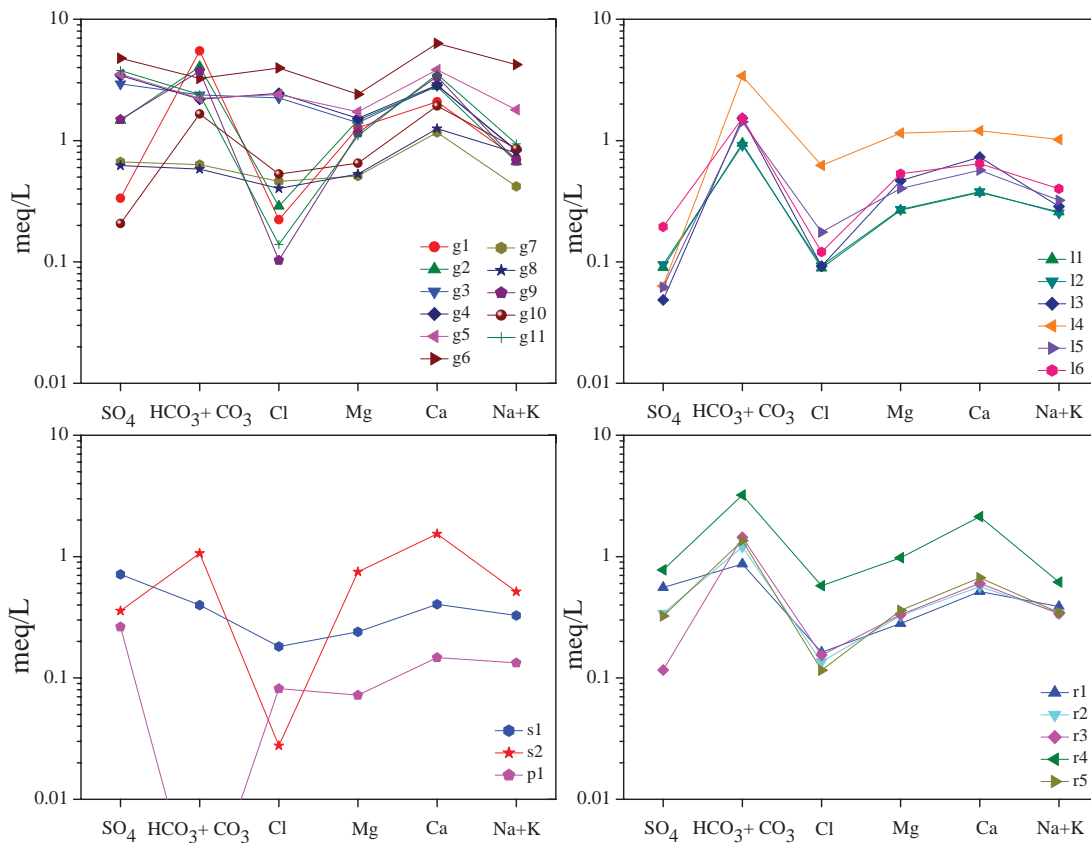 10
1
0.1
0.01
meq/L
g1
g2
g3
g4
g5
g6
g7
g8
g9
g10
g11
SO4 HCO3+ CO3 Cl Mg Ca Na+K
10
1
0.1
0.01
meq/L
l1
l2
l3
l4
l5
l6
SO4 HCO3+ CO3 Cl Mg Ca Na+K
10
1
0.1
0.01
meq/L
s1
s2
p1
SO4 HCO3+ CO3 Cl Mg Ca Na+K
10
1
0.1
0.01
meq/L
r1
r2
r3
r4
r5
SO4 HCO3+ CO3 Cl Mg Ca Na+K